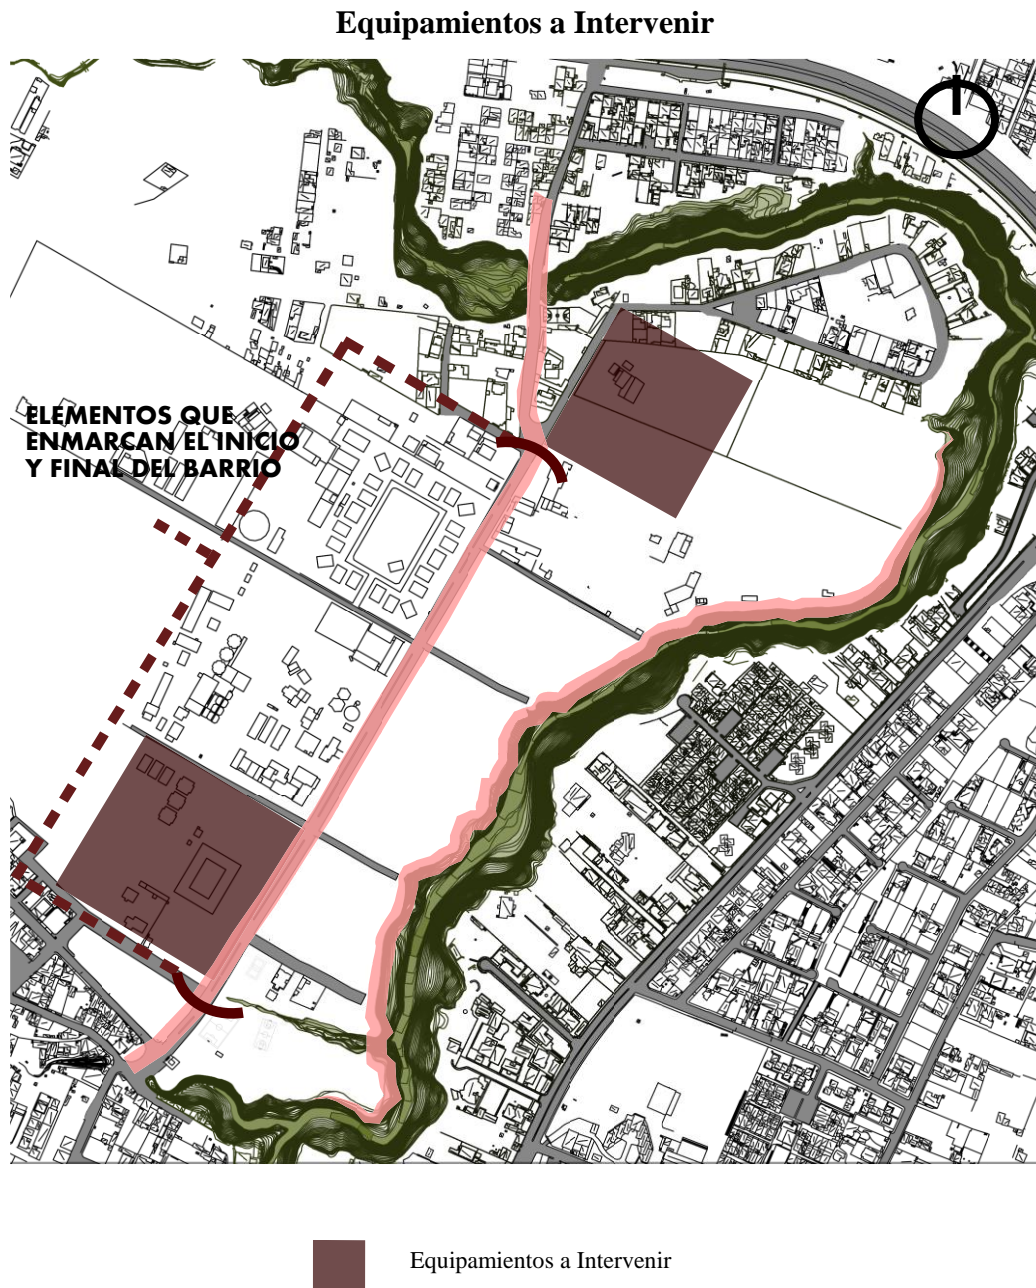 Equipamientos a Intervenir
ELEMENTOS QUE
ENMARCAN EL INICIO
Y FINAL DEL BARRIO
Equipamientos a Intervenir